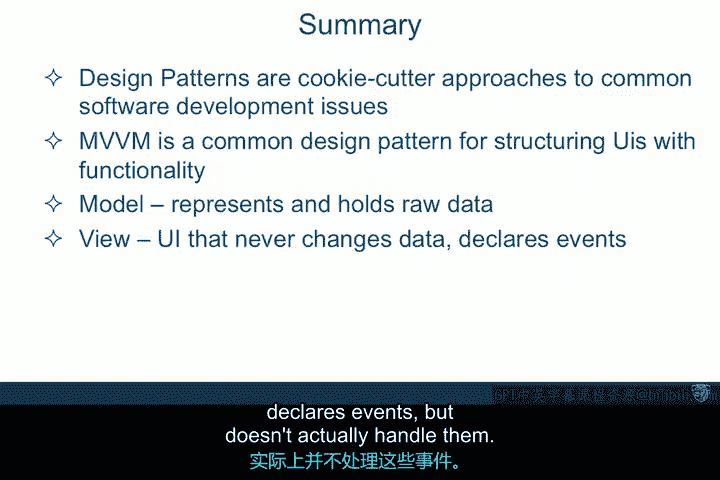 Summary
✧ Design Patterns are cookie-cutter approaches to common
software development issues
✧ MVVM is a common design pattern for structuring Uis with
functionality
✧ Model – represents and holds raw data
✧ View – UI that never changes data, declares events
declares events, but
doesn't actually handle them.
实际上并不处理这些事件。